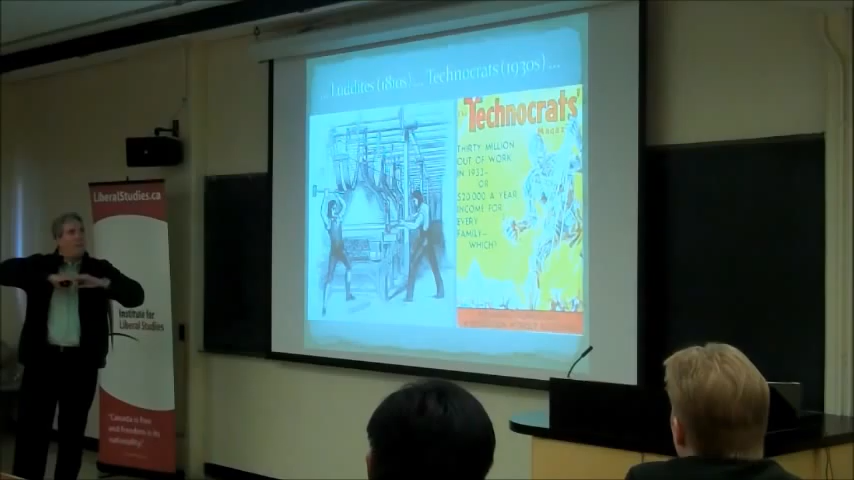 ... Luddites (1810s) ... Technocrats (1930s) ...
Technocrats'
THIRTY MILLION
OUT OF WORK
IN 1933-
OR
$20,000 A YEAR
INCOME FOR
EVERY
FAMILY-
WHICH?
LiberalStudies.ca
Institute for
Liberal Studies
"Canada is free
and freedom is its
nationality"